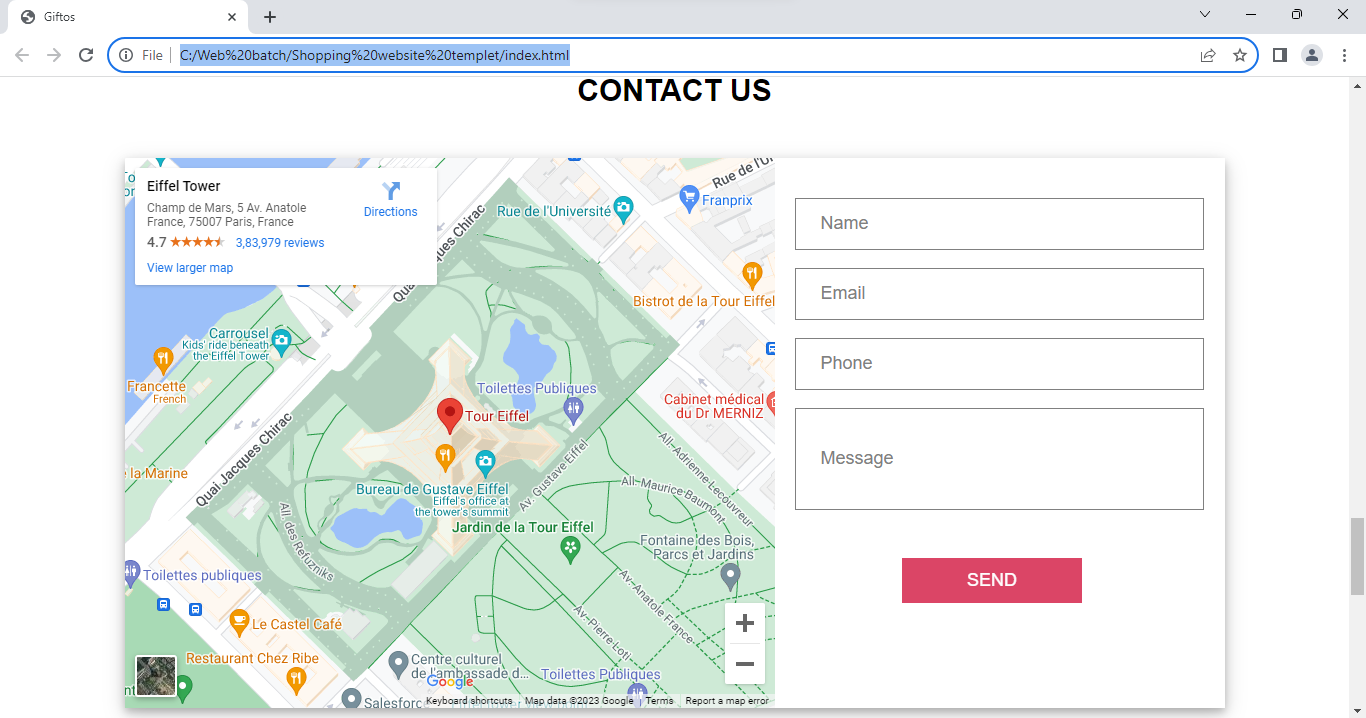 Giftos
File
C:/Web%20batch/Shopping%20website%20templet/index.html
CONTACT US
Eiffel Tower
Champ de Mars, 5 Av. Anatole
France, 75007 Paris, France
4.7
3,83,979 reviews
View larger map
Directions
Rue de l'Université
Franprix
Bistrot de la Tour Eiffel
Carrousel
Kids' ride beneath
the Eiffel Tower
Francette
French
Toilettes Publiques
Tour Eiffel
Cabinet médical
du Dr MERNIZ
Quai Jacques Chirac
la Marine
Bureau de Gustave Eiffel
Eiffel's office at
the tower's summit
Av. Gustave Eiffel
All. Adrienne-Lecouvreur
All. Maurice-Baumont
All. des Refuzniks
Jardin de la Tour Eiffel
Fontaine des Bois,
Parcs et Jardins
Toilettes publiques
Av. Anatole France
Av. Pierre Loti
Le Castel Café
Restaurant Chez Ribe
Centre culturel
de l'ambassade d...
Toilettes Publiques
Salesforc
Google
Keyboard shortcuts
Map data ©2023 Google
Terms
Report a map error
Name
Email
Phone
Message
SEND